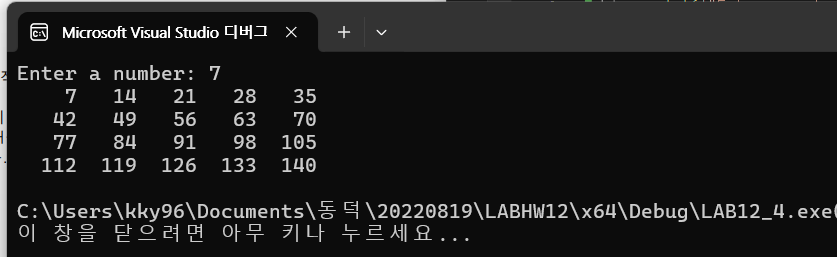 Microsoft Visual Studio 디버그
Enter a number: 7
7 14 21 28 35
42 49 56 63 70
77 84 91 98 105
112 119 126 133 140
C:\Users\kky96\Documents\동덕\20220819\LABHW12\x64\Debug\LAB12_4.exe(
이 창을 닫으려면 아무 키나 누르세요...